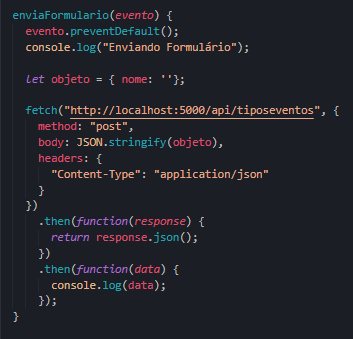 enviaFormulario(evento) {
evento.preventDefault();
console.log("Enviando Formulário");
let objeto = { nome: ''};
fetch("http://localhost:5000/api/tiposeventos", {
method: "post",
body: JSON.stringify(objeto),
headers: {
"Content-Type": "application/json"
}
})
.then(function(response) {
return response.json();
})
.then(function(data) {
console.log(data);
});
}